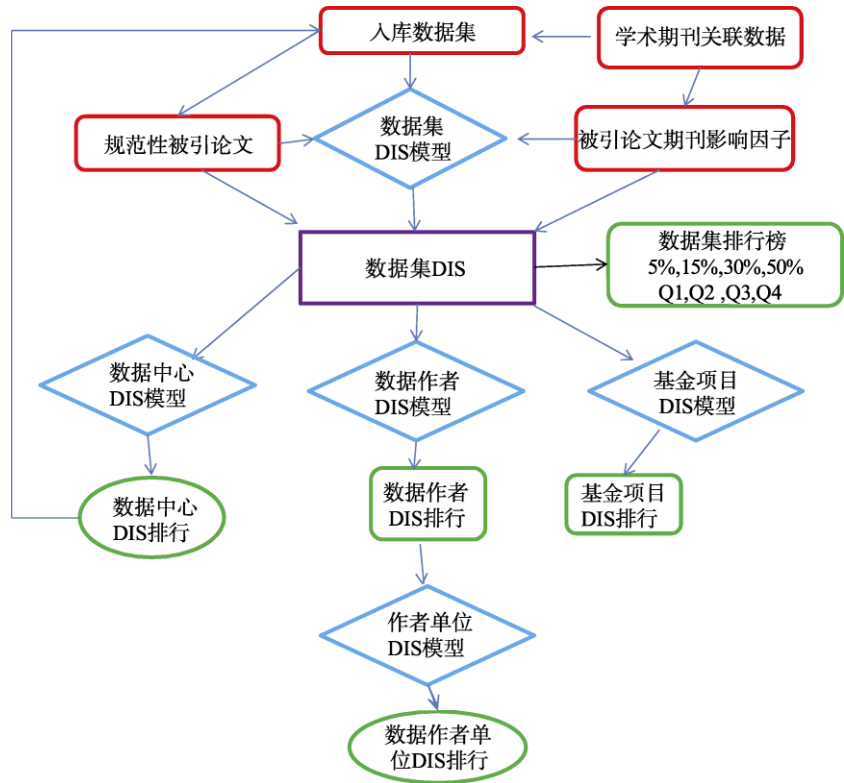 入库数据集
学术期刊关联数据
规范性被引论文
数据集
DIS模型
被引论文期刊影响因子
数据集DIS
数据集排行榜
5%,15%,30%,50%
Q1,Q2 ,Q3,Q4
数据中心
DIS模型
数据作者
DIS模型
基金项目
DIS模型
数据中心
DIS排行
数据作者
DIS排行
基金项目
DIS排行
作者单位
DIS模型
数据作者单
位DIS排行